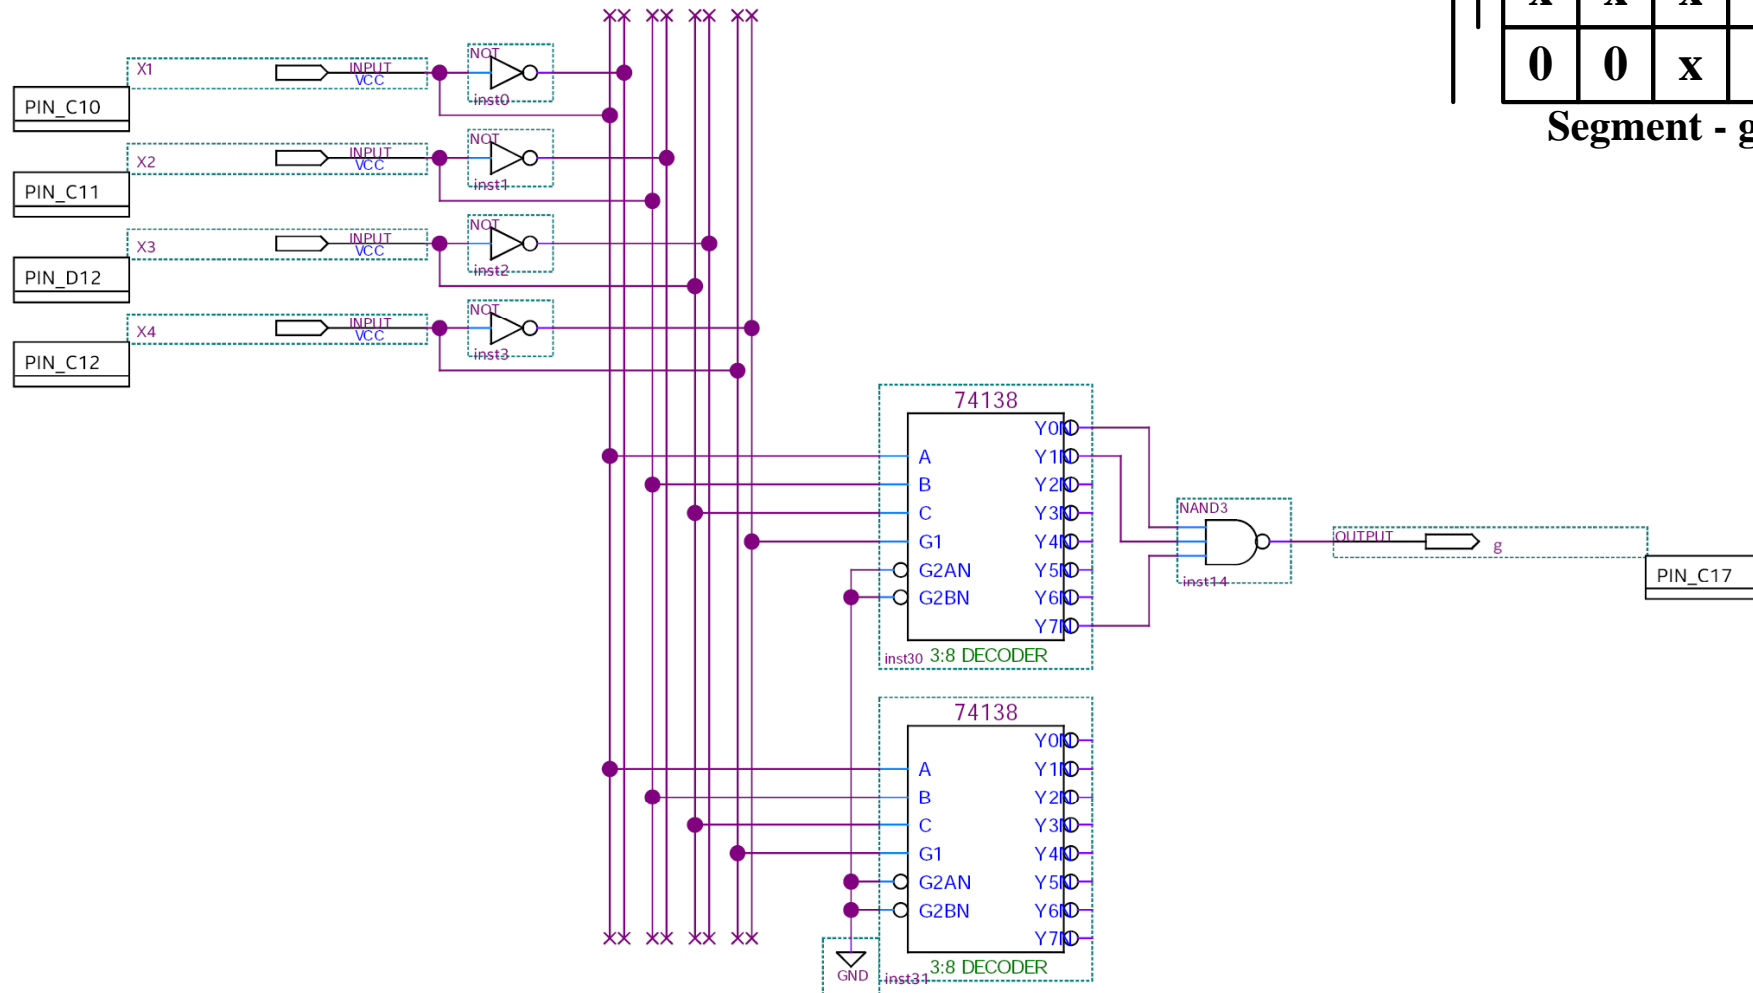 x x x
0 0 x
Segment - g
X1 INPUT
VCC
NOT
inst0
PIN_C10
X2 INPUT
VCC
NOT
inst1
PIN_C11
X3 INPUT
VCC
NOT
inst2
PIN_D12
X4 INPUT
VCC
NOT
inst3
PIN_C12
74138
Y0N
A Y1N
B Y2N
C Y3N
G1 Y4N
G2AN Y5N
G2BN Y6N
Y7N
inst30 3:8 DECODER
NAND3
inst14
OUTPUT g
PIN_C17
74138
Y0N
A Y1N
B Y2N
C Y3N
G1 Y4N
G2AN Y5N
G2BN Y6N
Y7N
inst31 3:8 DECODER
GND